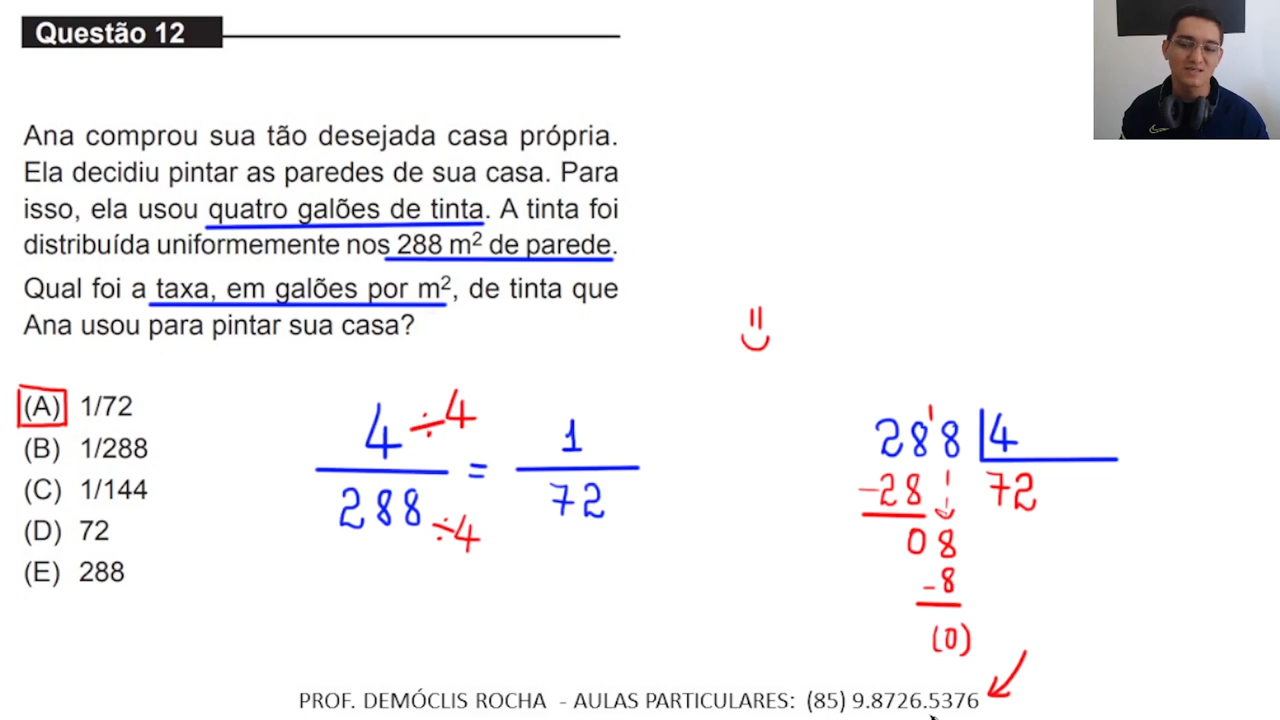 Questão 12
Ana comprou sua tão desejada casa própria.
Ela decidiu pintar as paredes de sua casa. Para
isso, ela usou quatro galões de tinta. A tinta foi
distribuída uniformemente nos 288 m² de parede.
Qual foi a taxa, em galões por m², de tinta que
Ana usou para pintar sua casa?
(A) 1/72
(B) 1/288
(C) 1/144
(D) 72
(E) 288
4 ÷4
288 ÷4
=
1
72
288 4
1
-28 72
08
-8
(0)
PROF. DEMÓCLIS ROCHA - AULAS PARTICULARES: (85) 9.8726.5376